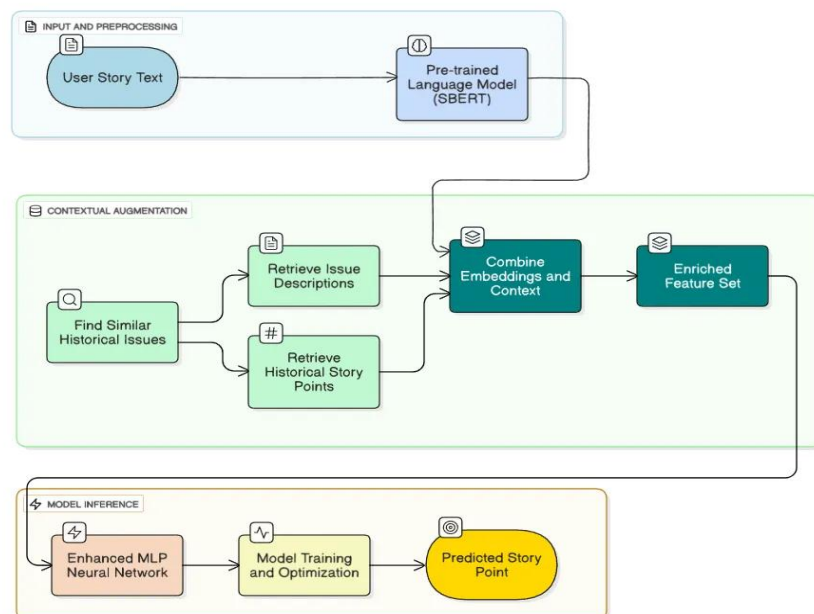 INPUT AND PREPROCESSING
User Story Text
Pre-trained
Language Model
(SBERT)
CONTEXTUAL AUGMENTATION
Retrieve Issue
Descriptions
Combine
Embeddings and
Context
Enriched
Feature Set
Find Similar
Historical Issues
#
Retrieve
Historical Story
Points
MODEL INFERENCE
Enhanced MLP
Neural Network
Model Training
and Optimization
Predicted Story
Point